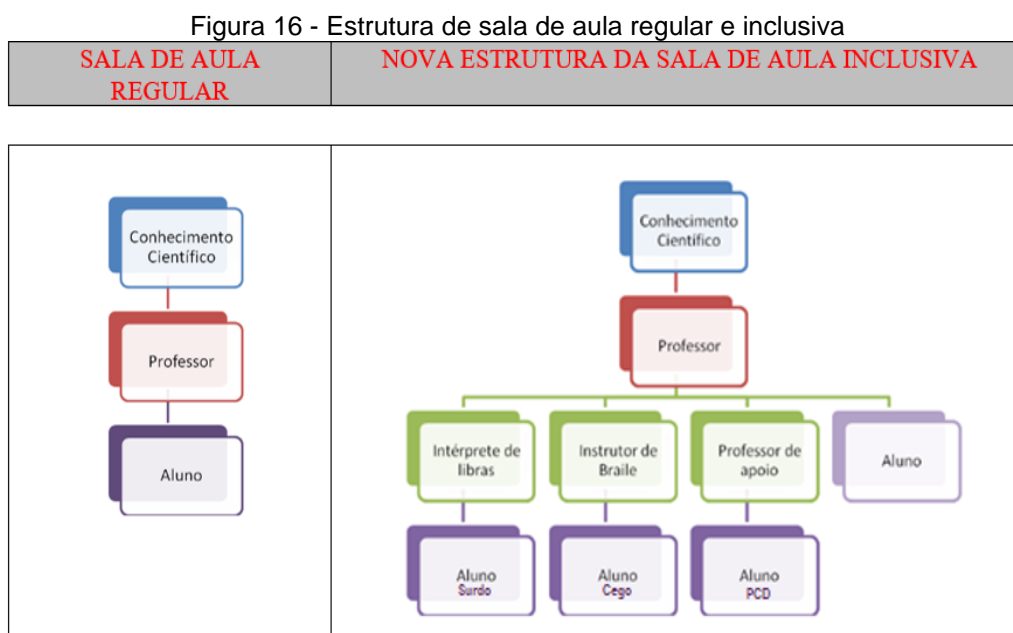 Figura 16 - Estrutura de sala de aula regular e inclusiva
SALA DE AULA
REGULAR
NOVA ESTRUTURA DA SALA DE AULA INCLUSIVA
Conhecimento
Científico
Professor
Aluno
Conhecimento
Científico
Professor
Intérprete de
libras
Instrutor de
Braile
Professor de
apoio
Aluno
Aluno
Surdo
Aluno
Cego
Aluno
PCD